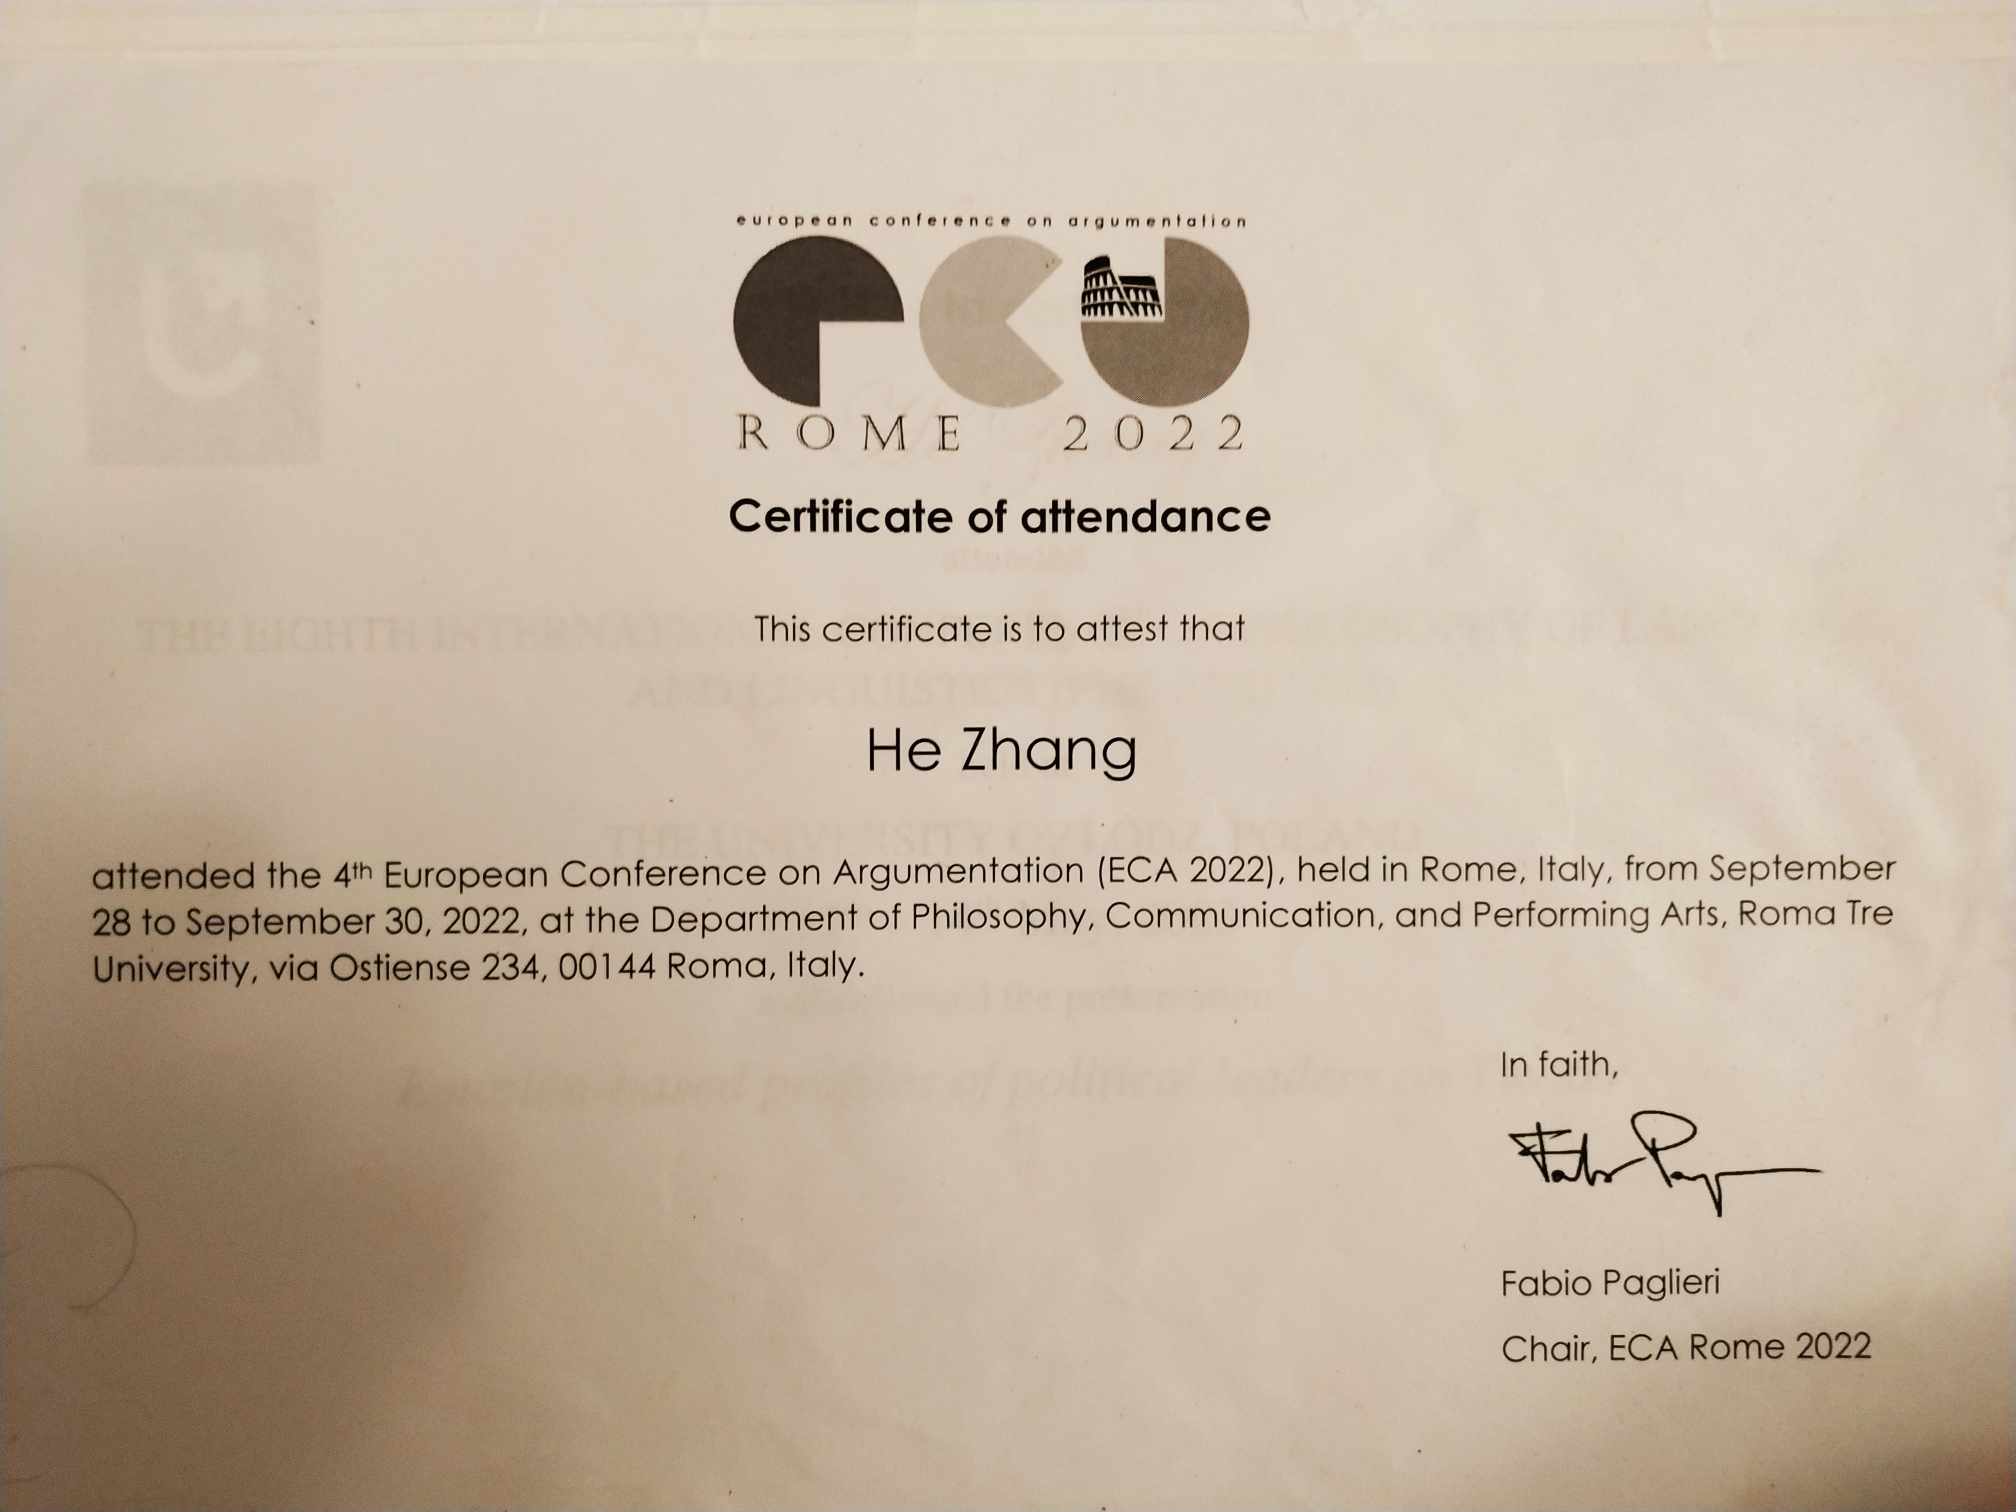 european conference on argumentation
ROME 2022
Certificate of attendance
This certificate is to attest that
He Zhang
attended the 4th European Conference on Argumentation (ECA 2022), held in Rome, Italy, from September
28 to September 30, 2022, at the Department of Philosophy, Communication, and Performing Arts, Roma Tre
University, via Ostiense 234, 00144 Roma, Italy.
In faith,
Fabio Paglieri
Chair, ECA Rome 2022